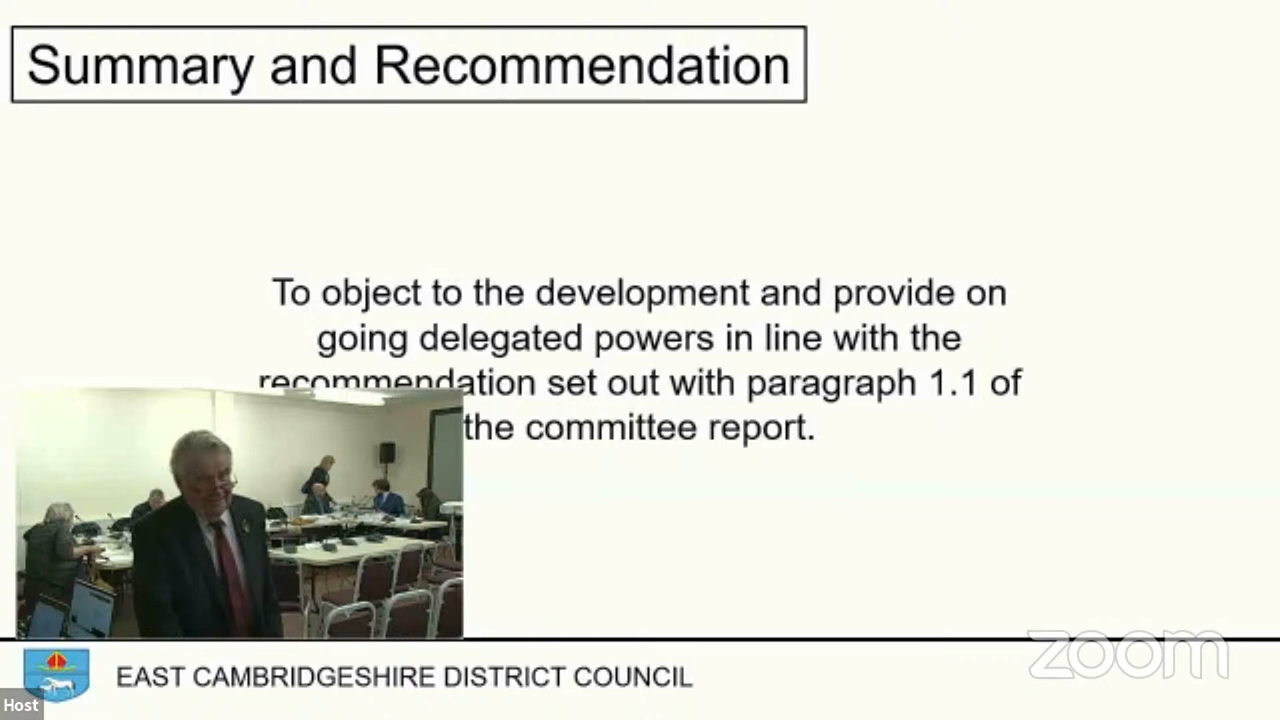 Summary and Recommendation
To object to the development and provide on
going delegated powers in line with the
recommendation set out with paragraph 1.1 of
the committee report.
zoom
EAST CAMBRIDGESHIRE DISTRICT COUNCIL
Host